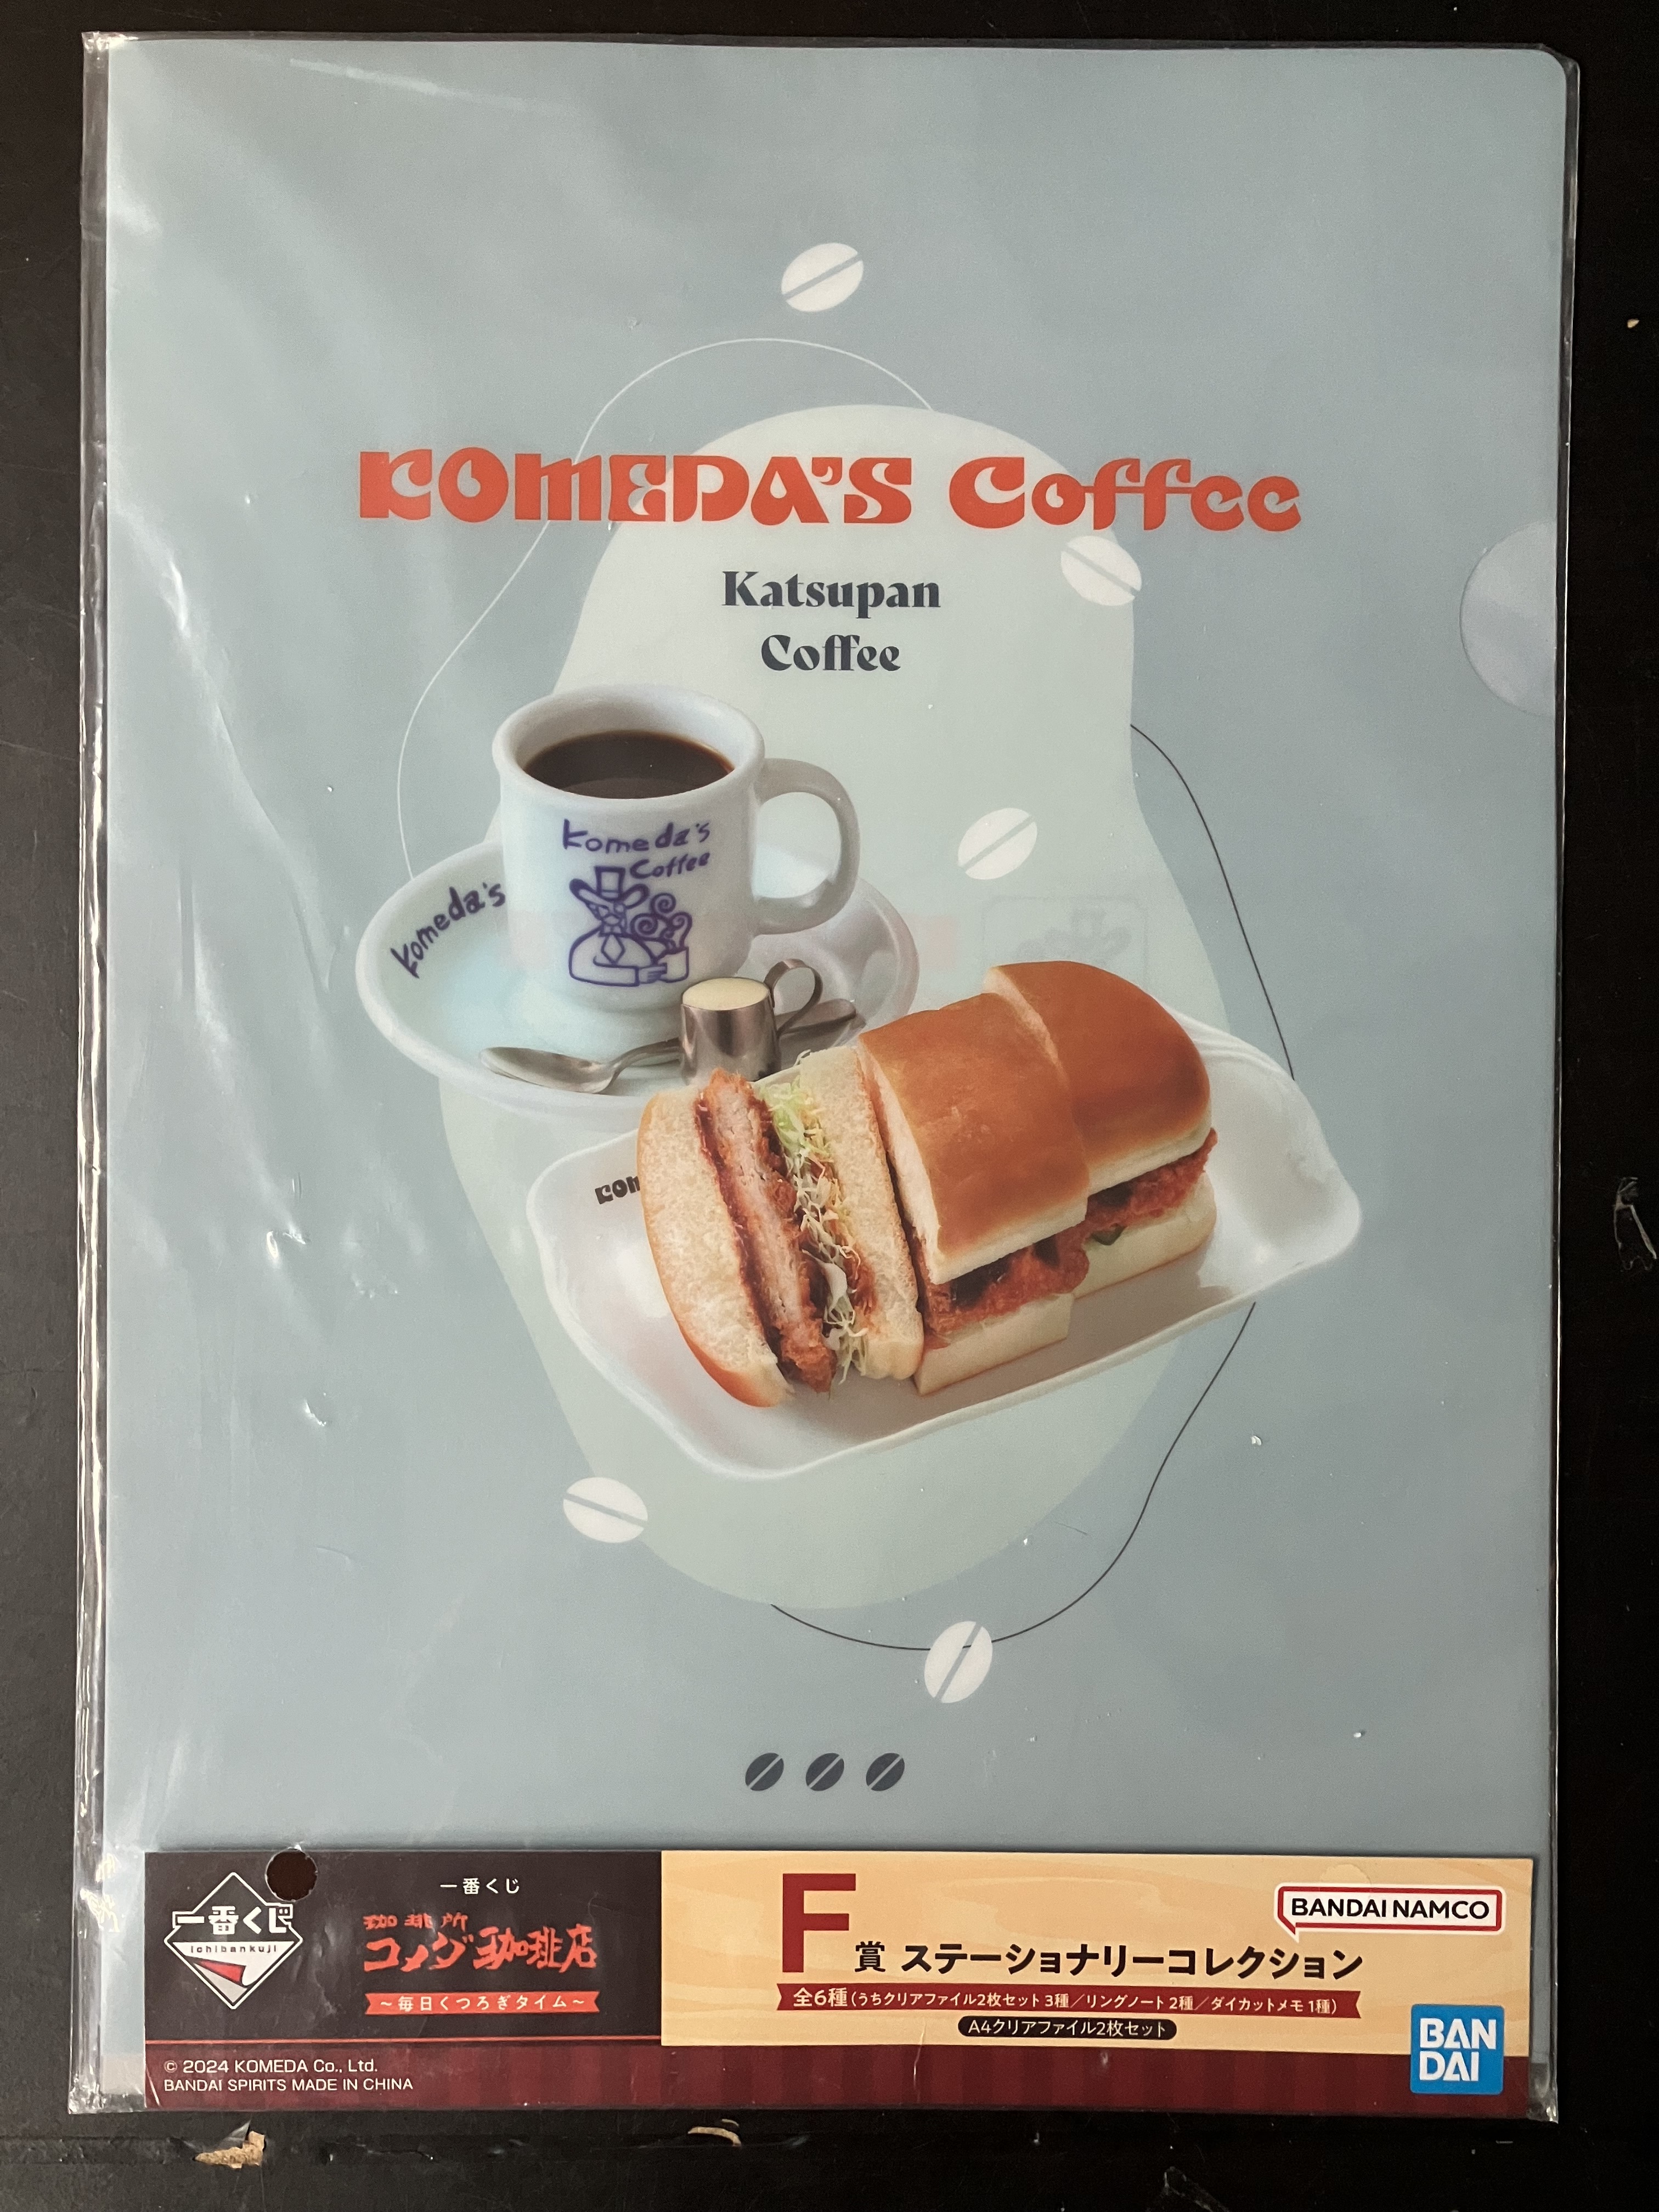 KOMEDA'S Coffee
Katsupan
Coffee
Komeda's
Coffee
Komeda's
KOM
一番くじ
ichibankuji
一番くじ
珈琲所
コメダ珈琲店
～毎日くつろぎタイム～
F賞 ステーショナリーコレクション
全6種(うちクリアファイル2枚セット3種／リングノート2種／ダイカットメモ1種)
A4クリアファイル2枚セット
BANDAI NAMCO
BAN
DAI
© 2024 KOMEDA Co., Ltd.
BANDAI SPIRITS MADE IN CHINA